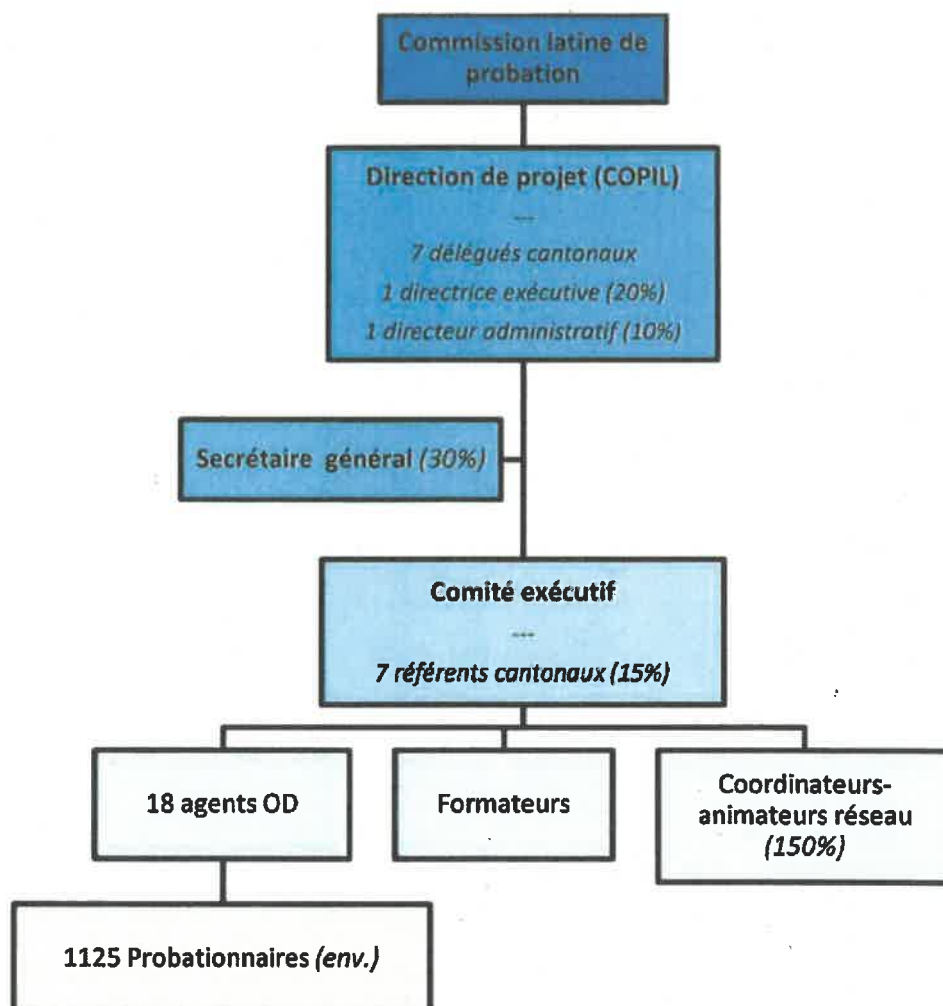 Commission latine de
probation
Direction de projet (COPIL)
---
7 délégués cantonaux
1 directrice exécutive (20%)
1 directeur administratif (10%)
Secrétaire général (30%)
Comité exécutif
---
7 référents cantonaux (15%)
18 agents OD
Formateurs
Coordinateurs-
animateurs réseau
(150%)
1125 Probationnaires (env.)